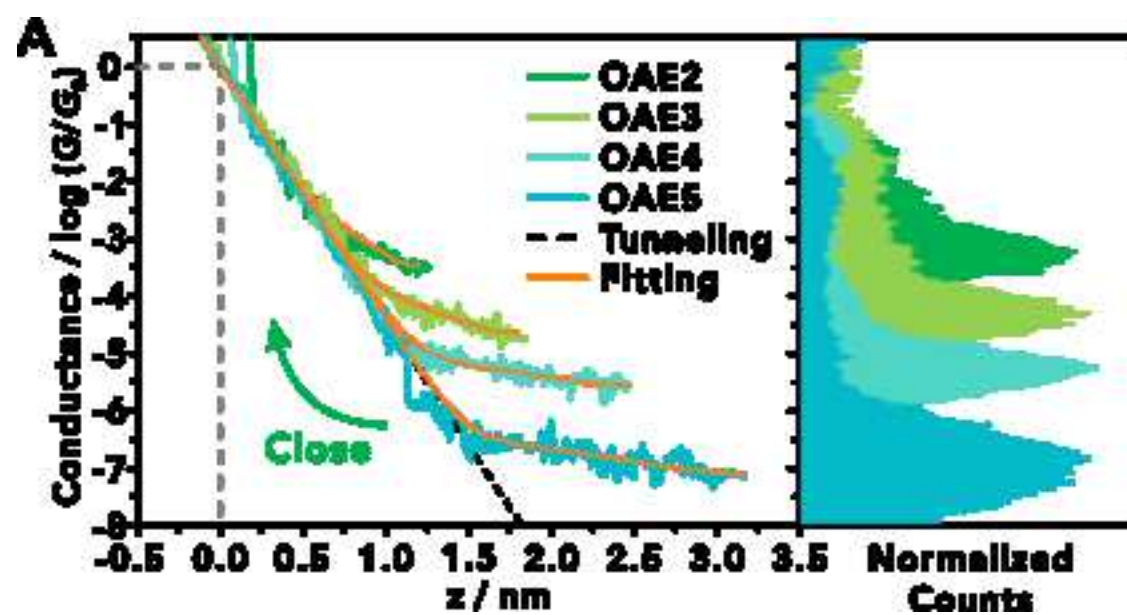 A
Conductance / log (G/G₀)
0
-1
-2
-3
-4
-5
-6
-7
-8
OAE2
OAE3
OAE4
OAE5
Tunneling
Fitting
Close
-0.5 0.0 0.5 1.0 1.5 2.0 2.5 3.0 3.5
z / nm
Normalized
Counts